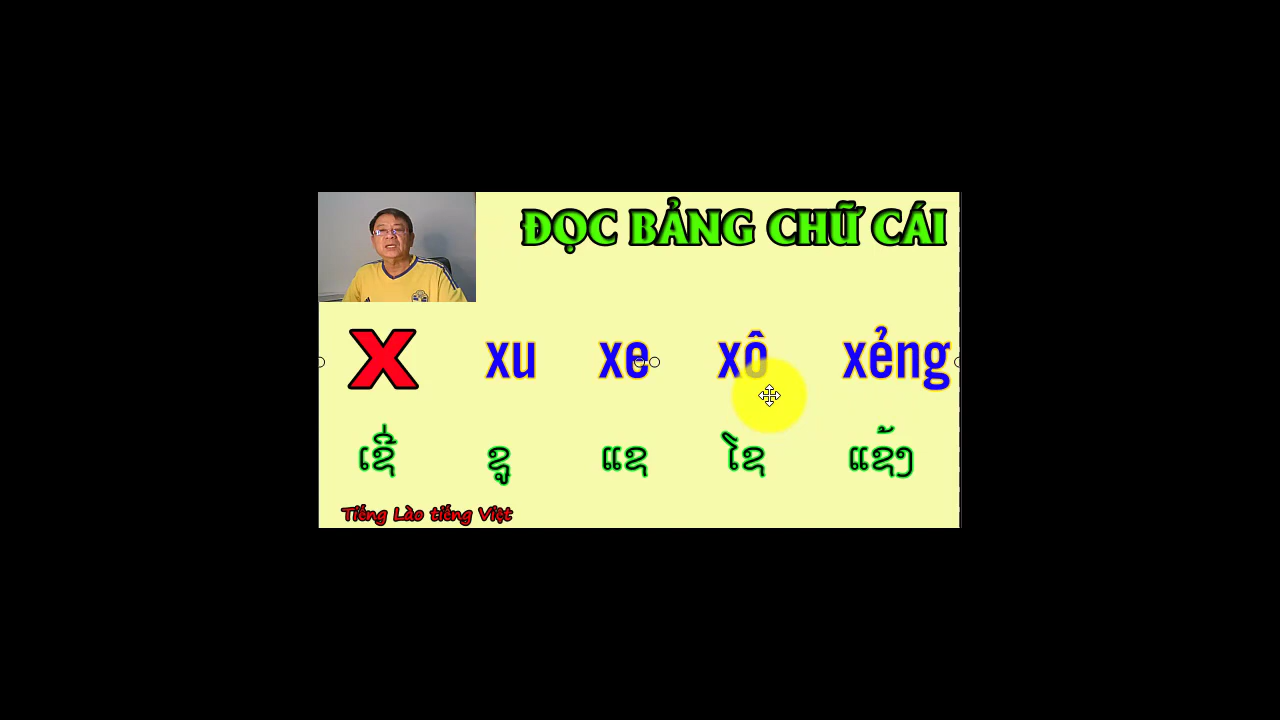 ĐỌC BẢNG CHỮ CÁI
x xu xe xô xẻng
ເຊີ່ ຊູ ແຊ ໂຊ ແຊ້ງ
Tiếng Lào tiếng Việt